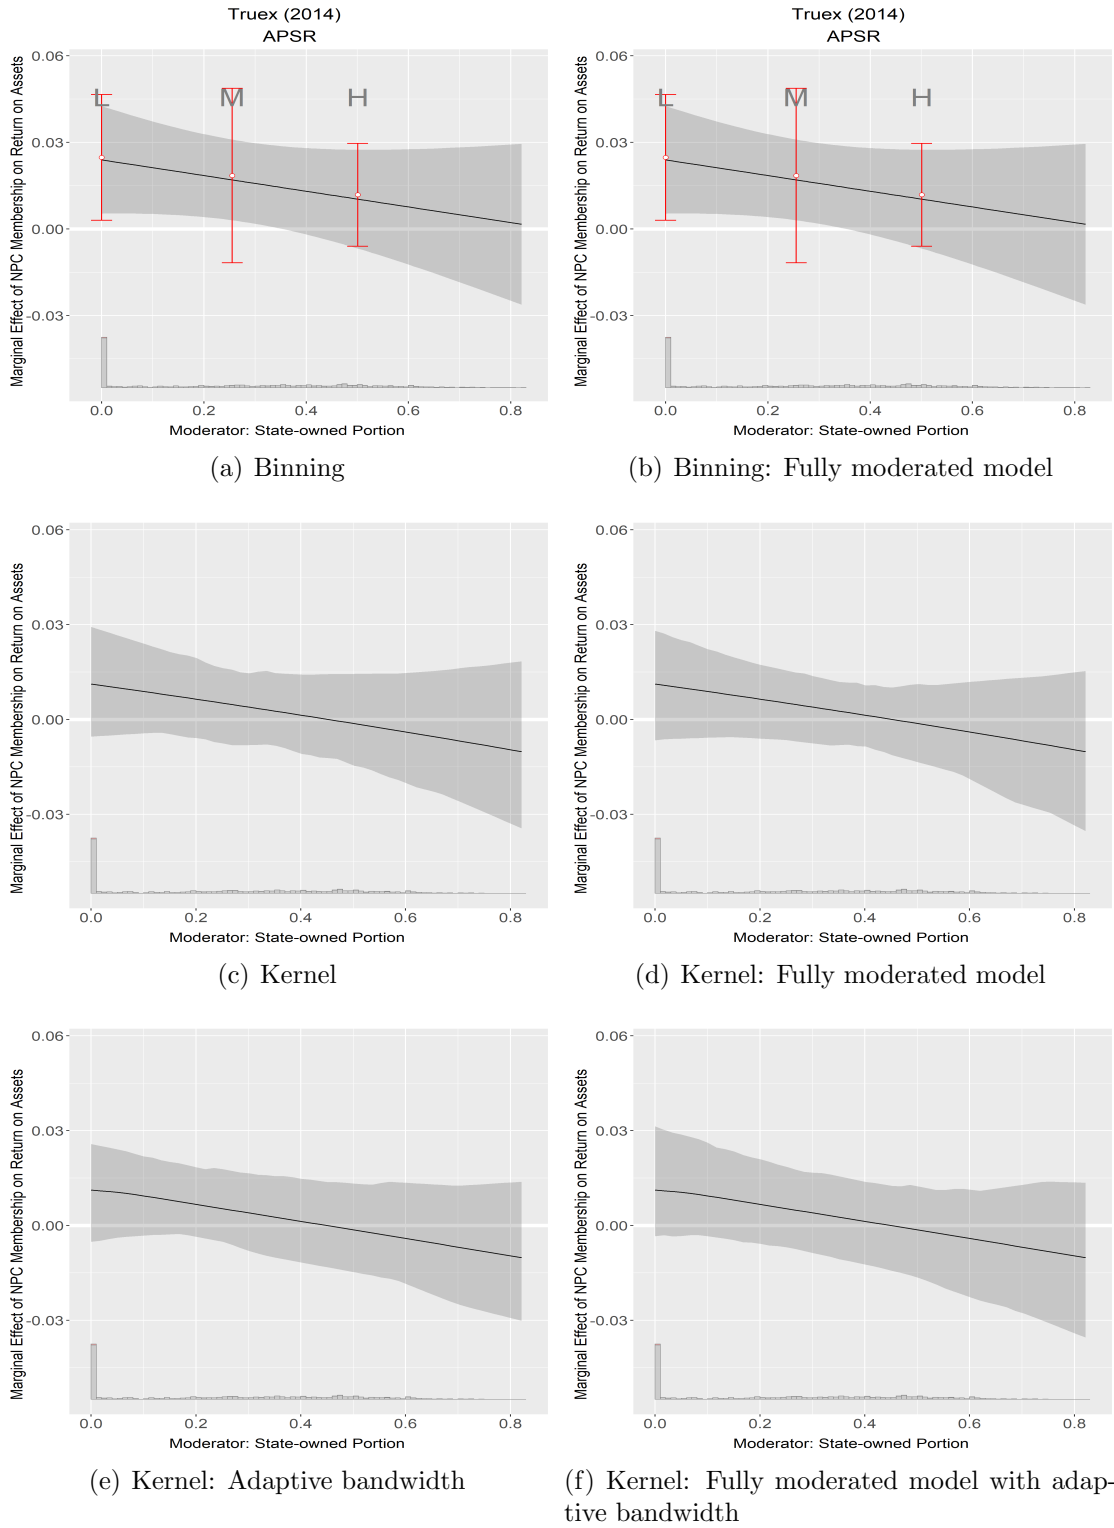 Truex (2014)
APSR
Marginal Effect of NPC Membership on Return on Assets
0.06
0.03
0.00
-0.03
L
M
H
0.0
0.2
0.4
0.6
0.8
Moderator: State-owned Portion
(a) Binning
Truex (2014)
APSR
Marginal Effect of NPC Membership on Return on Assets
0.06
0.03
0.00
-0.03
L
M
H
0.0
0.2
0.4
0.6
0.8
Moderator: State-owned Portion
(b) Binning: Fully moderated model
Marginal Effect of NPC Membership on Return on Assets
0.06
0.03
0.00
-0.03
0.0
0.2
0.4
0.6
0.8
Moderator: State-owned Portion
(c) Kernel
Marginal Effect of NPC Membership on Return on Assets
0.06
0.03
0.00
-0.03
0.0
0.2
0.4
0.6
0.8
Moderator: State-owned Portion
(d) Kernel: Fully moderated model
Marginal Effect of NPC Membership on Return on Assets
0.06
0.03
0.00
-0.03
0.0
0.2
0.4
0.6
0.8
Moderator: State-owned Portion
(e) Kernel: Adaptive bandwidth
Marginal Effect of NPC Membership on Return on Assets
0.06
0.03
0.00
-0.03
0.0
0.2
0.4
0.6
0.8
Moderator: State-owned Portion
(f) Kernel: Fully moderated model with adap-
tive bandwidth